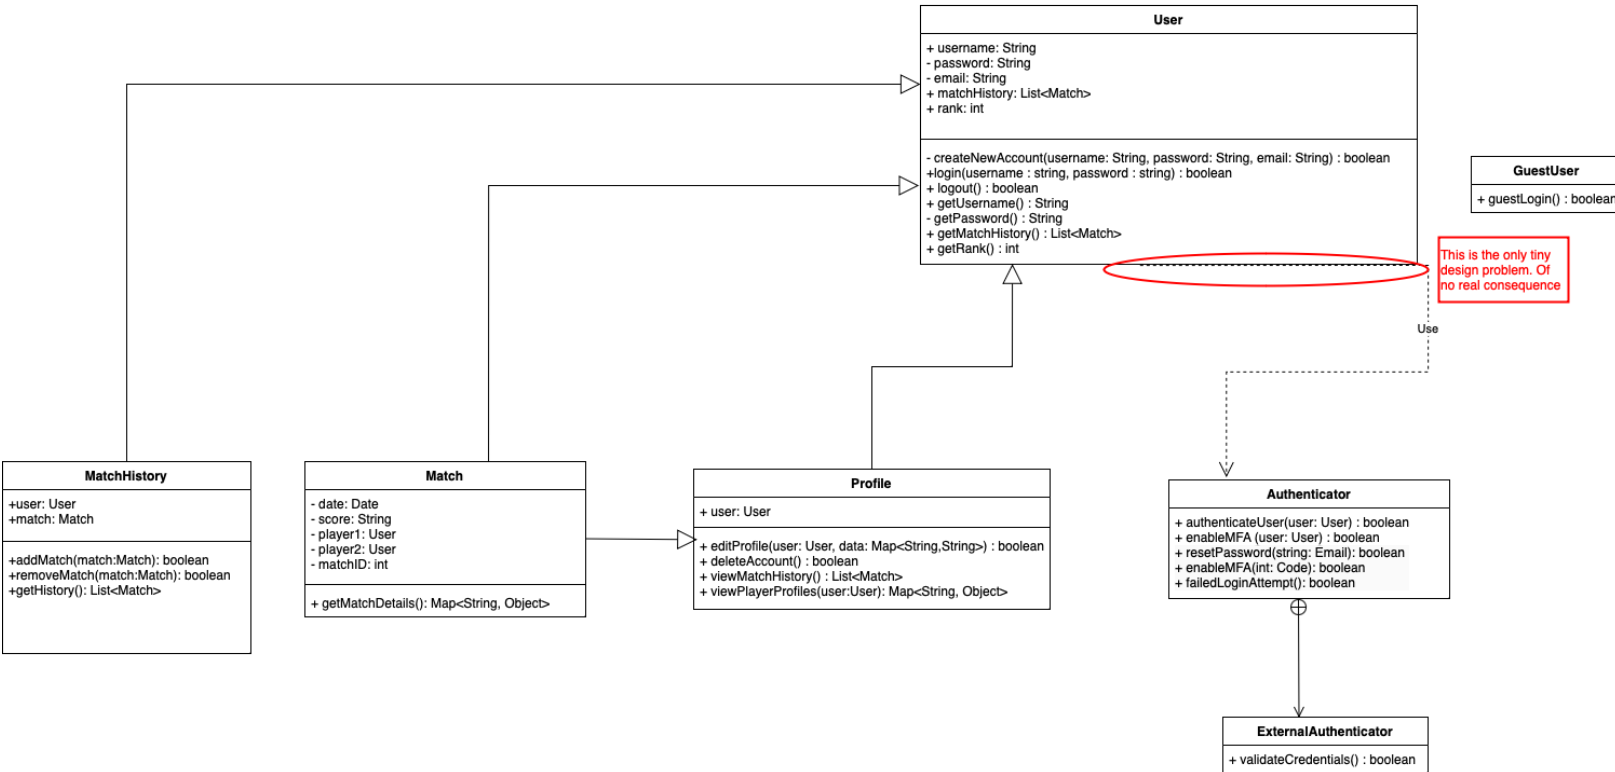 User
+ username: String
- password: String
- email: String
+ matchHistory: List<Match>
+ rank: int
- createNewAccount(username: String, password: String, email: String) : boolean
+login(username : string, password : string) : boolean
+ logout() : boolean
+ getUsername() : String
- getPassword() : String
+ getMatchHistory() : List<Match>
+ getRank() : int
GuestUser
+ guestLogin() : boolean
This is the only tiny
design problem. Of
no real consequence
Use
MatchHistory
+user: User
+match: Match
+addMatch(match:Match): boolean
+removeMatch(match:Match): boolean
+getHistory(): List<Match>
Match
- date: Date
- score: String
- player1: User
- player2: User
- matchID: int
+ getMatchDetails(): Map<String, Object>
Profile
+ user: User
+ editProfile(user: User, data: Map<String,String>) : boolean
+ deleteAccount() : boolean
+ viewMatchHistory() : List<Match>
+ viewPlayerProfiles(user:User): Map<String, Object>
Authenticator
+ authenticateUser(user: User) : boolean
+ enableMFA (user: User) : boolean
+ resetPassword(string: Email): boolean
+ enableMFA(int: Code): boolean
+ failedLoginAttempt(): boolean
ExternalAuthenticator
+ validateCredentials() : boolean